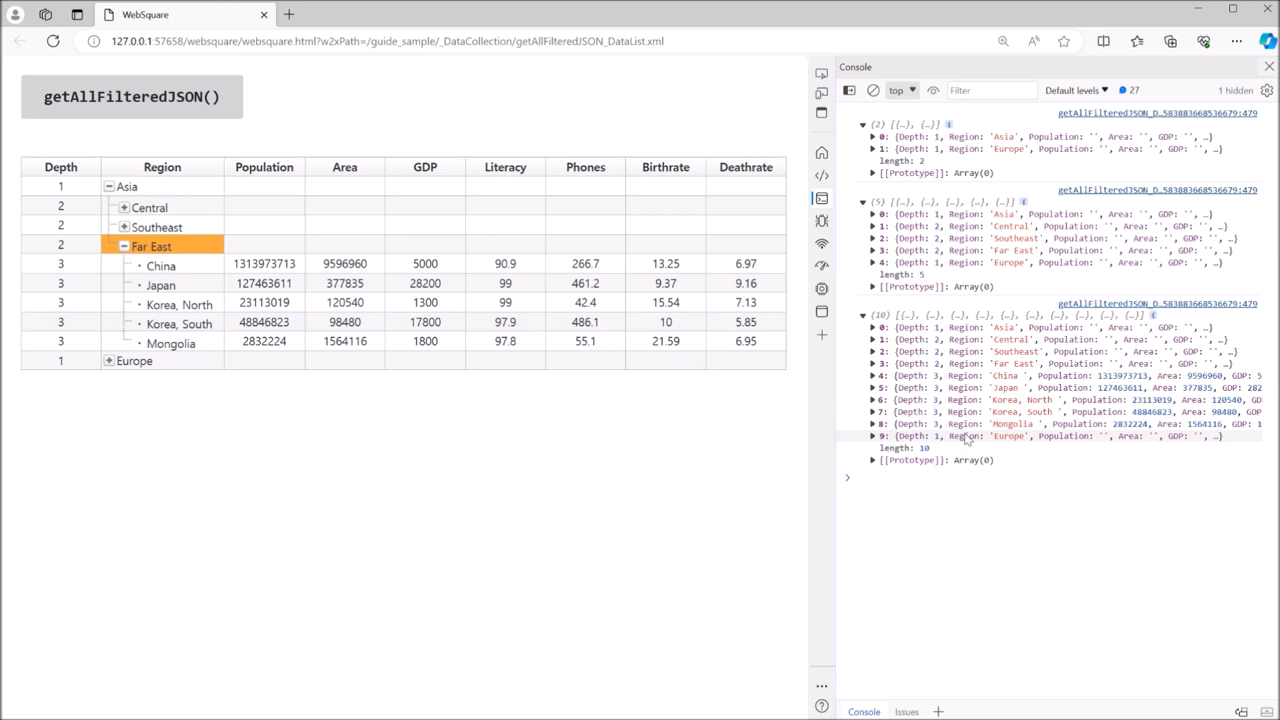 WebSquare
127.0.0.1:57658/websquare/websquare.html?w2xPath=/guide_sample/_DataCollection/getAllFilteredJSON_DataList.xml
getAllFilteredJSON()
Depth Region Population Area GDP Literacy Phones Birthrate Deathrate
1 Asia
2 Central
2 Southeast
2 Far East
3 China 1313973713 9596960 5000 90.9 266.7 13.25 6.97
3 Japan 127463611 377835 28200 99 461.2 9.37 9.16
3 Korea, North 23113019 120540 1300 99 42.4 15.54 7.13
3 Korea, South 48846823 98480 17800 97.9 486.1 10 5.85
3 Mongolia 2832224 1564116 1800 97.8 55.1 21.59 6.95
1 Europe
Console
top Filter Default levels 27 1 hidden
getAllFilteredJSON_D…583883668536679:479
(2) [{…}, {…}]
0: {Depth: 1, Region: 'Asia', Population: '', Area: '', GDP: '', …}
1: {Depth: 1, Region: 'Europe', Population: '', Area: '', GDP: '', …}
length: 2
[[Prototype]]: Array(0)
getAllFilteredJSON_D…583883668536679:479
(5) [{…}, {…}, {…}, {…}, {…}]
0: {Depth: 1, Region: 'Asia', Population: '', Area: '', GDP: '', …}
1: {Depth: 2, Region: 'Central', Population: '', Area: '', GDP: '', …}
2: {Depth: 2, Region: 'Southeast', Population: '', Area: '', GDP: '', …}
3: {Depth: 2, Region: 'Far East', Population: '', Area: '', GDP: '', …}
4: {Depth: 1, Region: 'Europe', Population: '', Area: '', GDP: '', …}
length: 5
[[Prototype]]: Array(0)
getAllFilteredJSON_D…583883668536679:479
(10) [{…}, {…}, {…}, {…}, {…}, {…}, {…}, {…}, {…}, {…}]
0: {Depth: 1, Region: 'Asia', Population: '', Area: '', GDP: '', …}
1: {Depth: 2, Region: 'Central', Population: '', Area: '', GDP: '', …}
2: {Depth: 2, Region: 'Southeast', Population: '', Area: '', GDP: '', …}
3: {Depth: 2, Region: 'Far East', Population: '', Area: '', GDP: '', …}
4: {Depth: 3, Region: 'China ', Population: 1313973713, Area: 9596960, GDP: 5
5: {Depth: 3, Region: 'Japan ', Population: 127463611, Area: 377835, GDP: 282
6: {Depth: 3, Region: 'Korea, North ', Population: 23113019, Area: 120540,
7: {Depth: 3, Region: 'Korea, South ', Population: 48846823, Area: 98480, G
8: {Depth: 3, Region: 'Mongolia ', Population: 2832224, Area: 1564116, GDP: 1
9: {Depth: 1, Region: 'Europe', Population: '', Area: '', GDP: '', …}
length: 10
[[Prototype]]: Array(0)
Console Issues